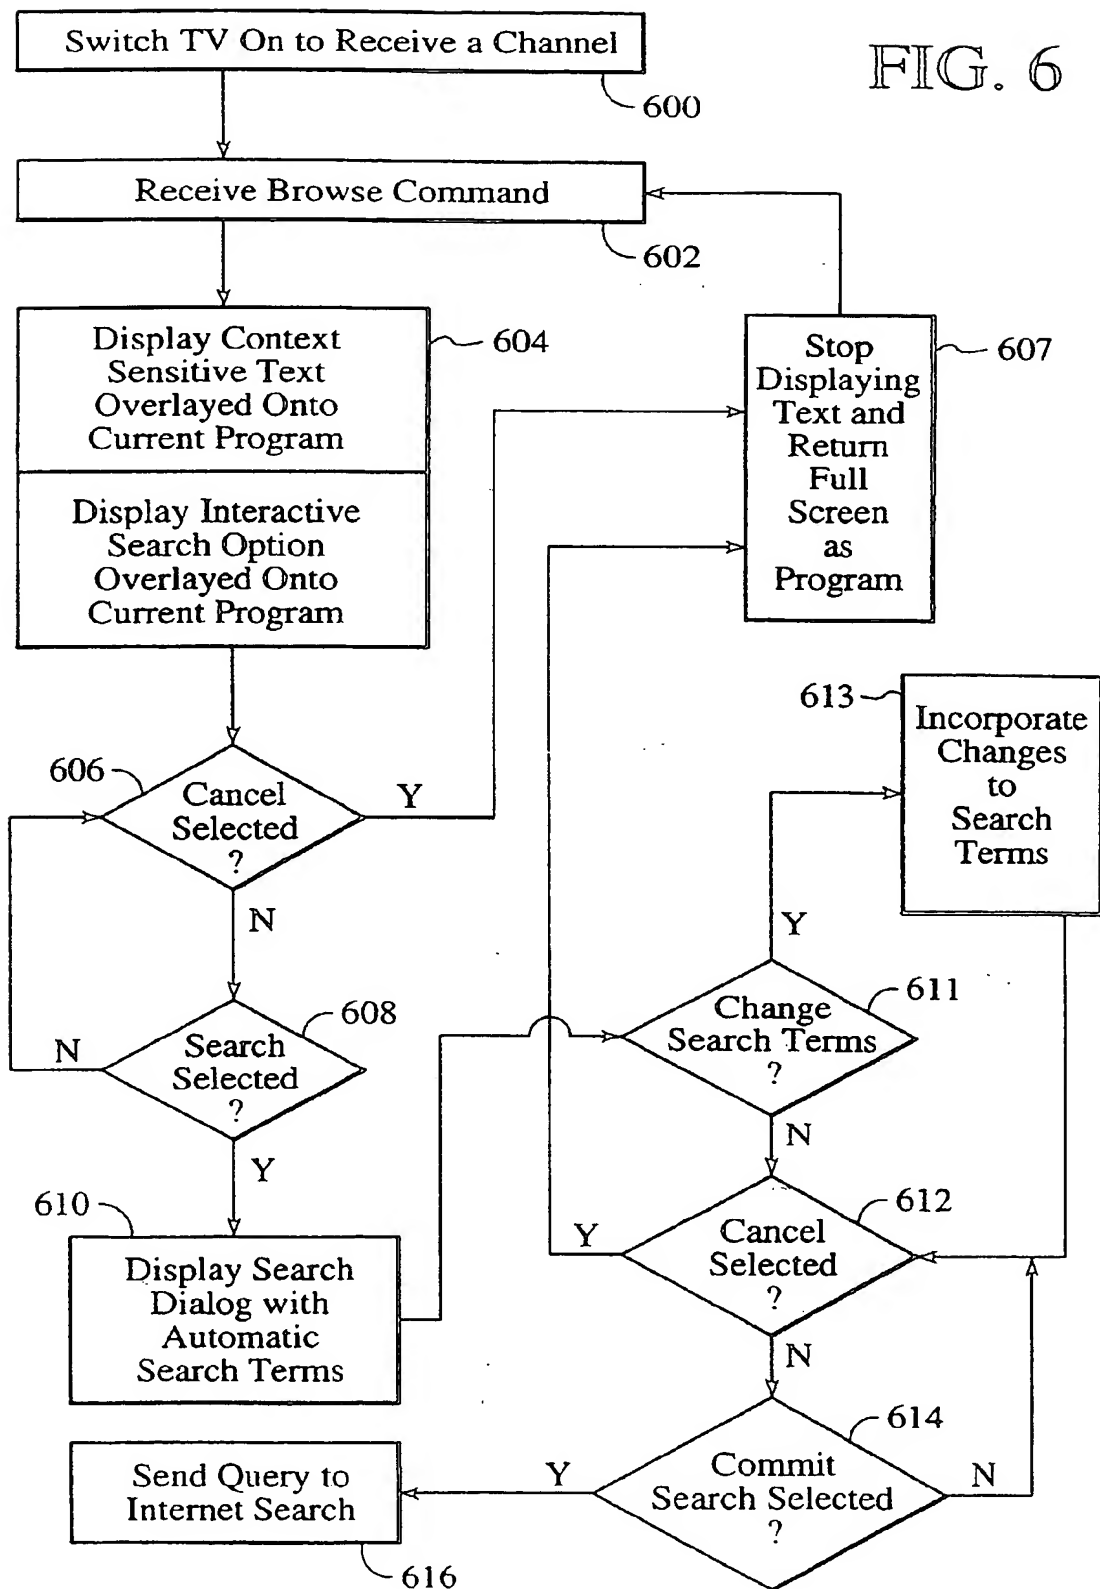 FIG. 6
Switch TV On to Receive a Channel
600
Receive Browse Command
602
Display Context
Sensitive Text
Overlayed Onto
Current Program
604
Display Interactive
Search Option
Overlayed Onto
Current Program
Stop
Displaying
Text and
Return
Full
Screen
as
Program
607
606
Cancel
Selected
?
Y
N
608
Search
Selected
?
N
Y
610
Display Search
Dialog with
Automatic
Search Terms
613
Incorporate
Changes
to
Search
Terms
Y
611
Change
Search Terms
?
N
612
Cancel
Selected
?
Y
N
614
Commit
Search Selected
?
Y
N
Send Query to
Internet Search
616